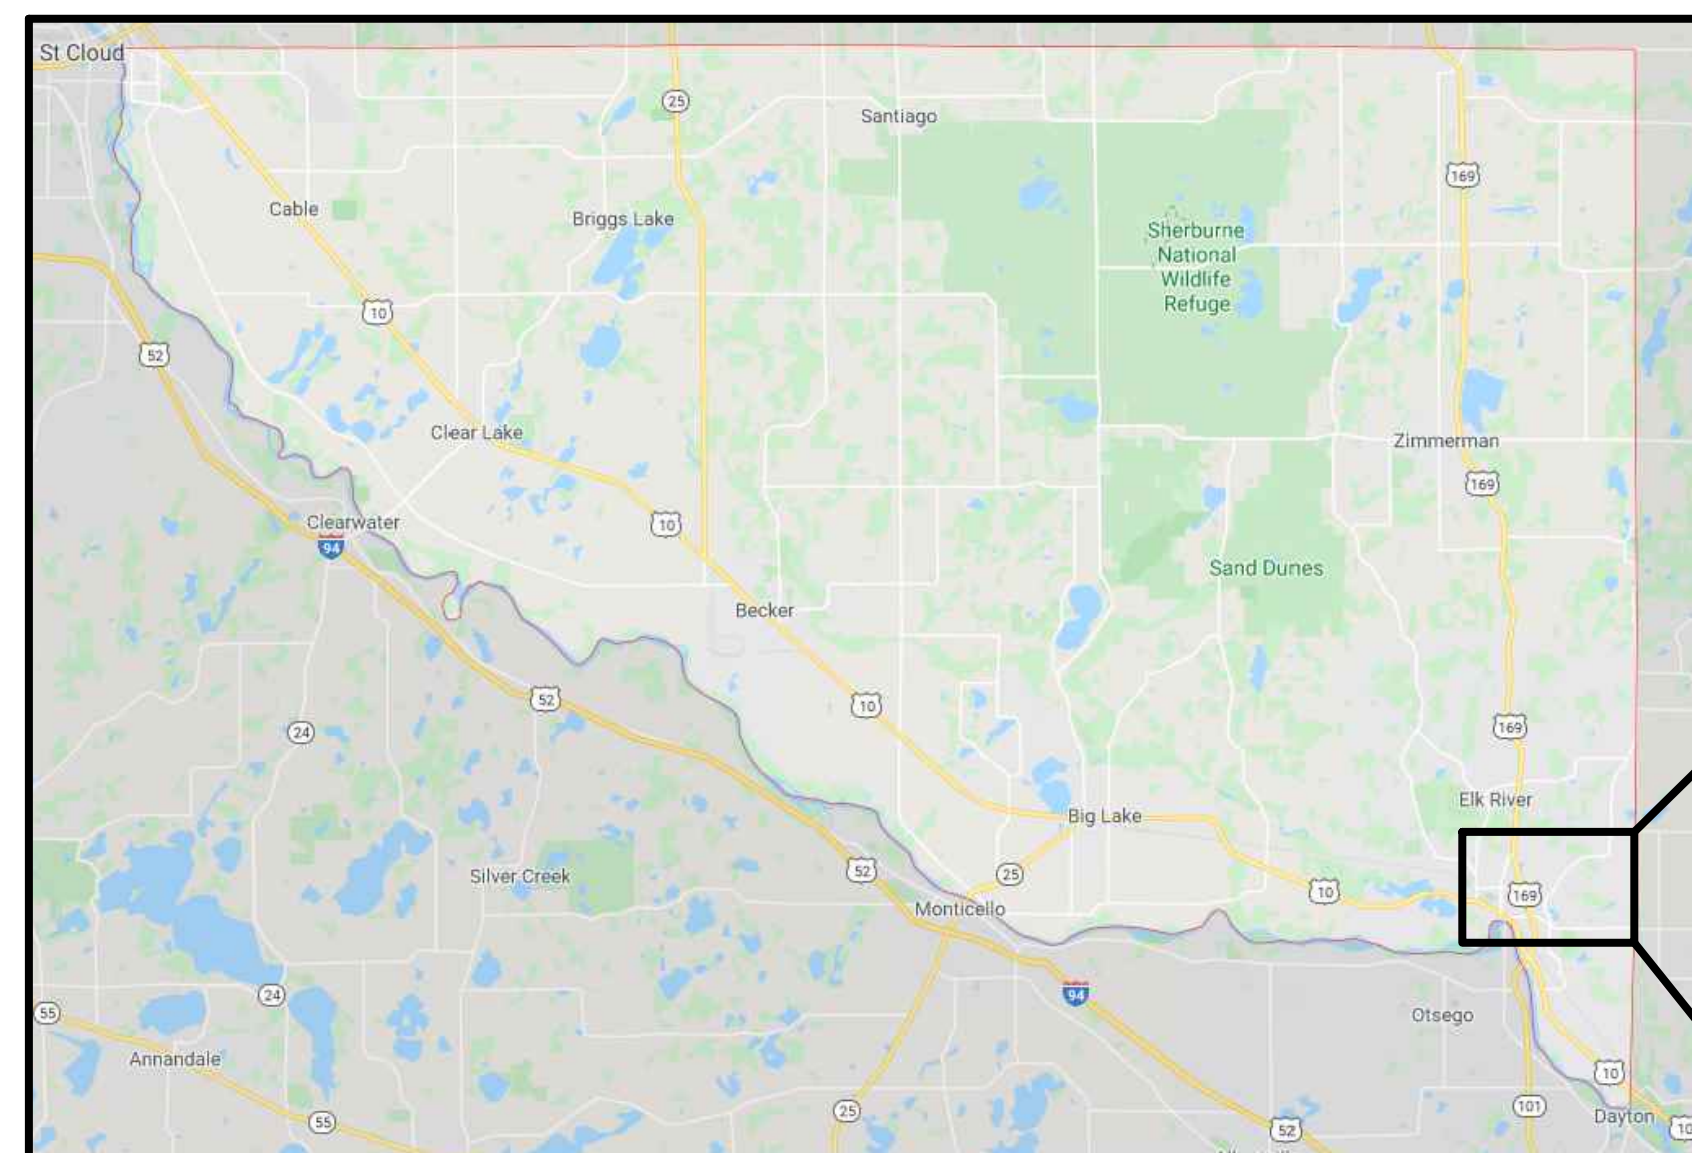 St Cloud
25
Santiago
169
Cable
Briggs Lake
Sherburne
National
Wildlife
Refuge
10
52
Clear Lake
Zimmerman
169
Clearwater
10
94
Sand Dunes
Becker
52
10
24
169
Elk River
Big Lake
Silver Creek
52
25
10
169
Monticello
24
94
55
Otsego
Annandale
10
25
101
Dayton
55
52
10